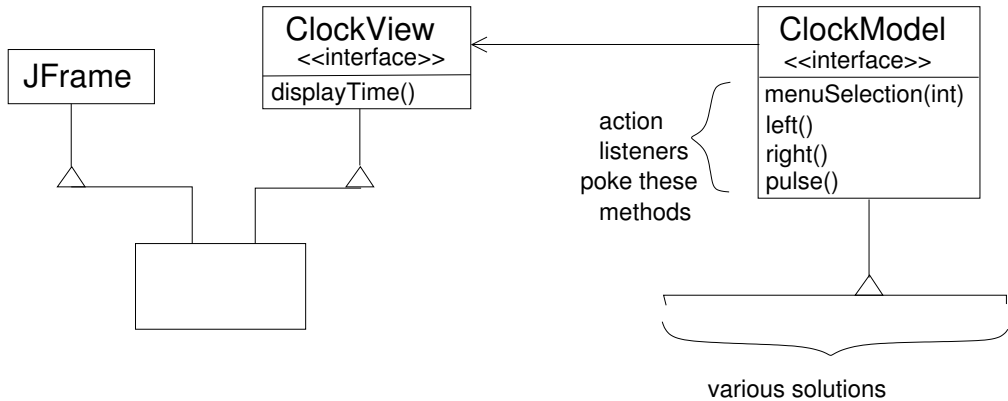 JFrame
ClockView
<<interface>>
displayTime()
ClockModel
<<interface>>
menuSelection(int)
left()
right()
pulse()
action
listeners
poke these
methods
various solutions